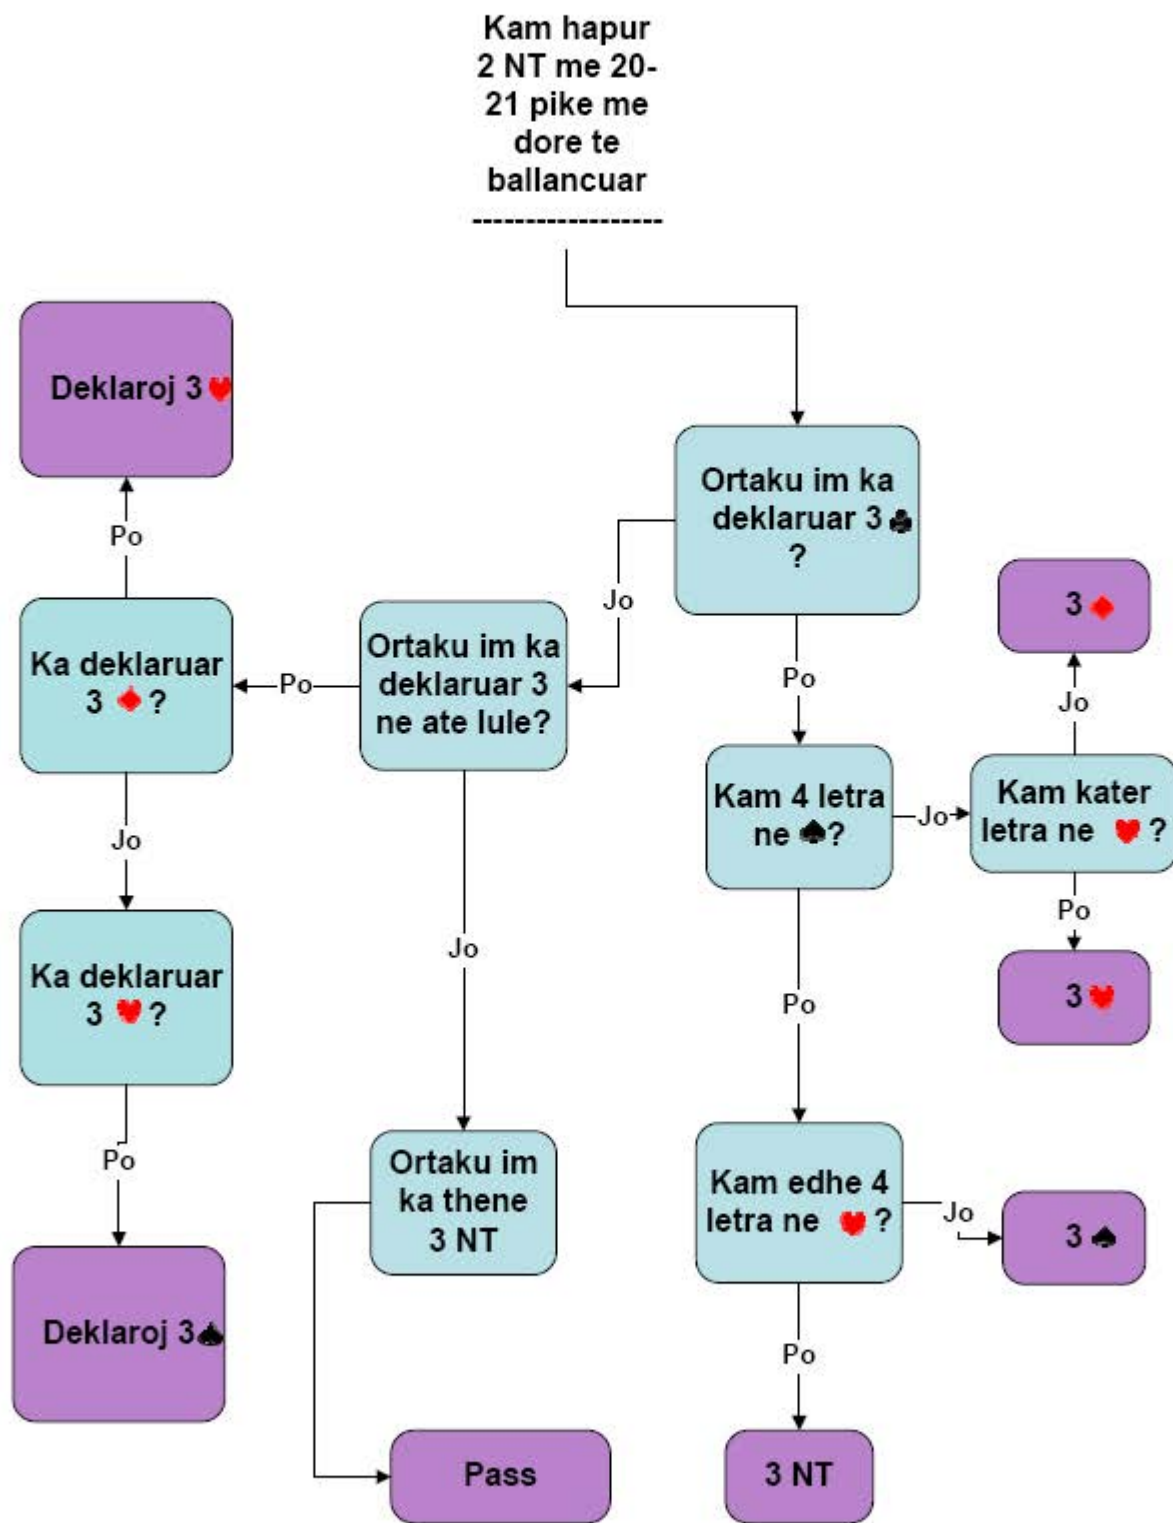 Kam hapur
2 NT me 20-
21 pike me
dore te
ballancuar
------------------
Deklaroj 3 ♥
Po
Ka deklaruar
3 ♦ ?
Jo
Ka deklaruar
3 ♥ ?
Po
Deklaroj 3 ♠
Po
Ortaku im ka
deklaruar 3
ne ate lule?
Jo
Ortaku im
ka thene
3 NT
Pass
Jo
Ortaku im ka
deklaruar 3 ♣
?
Po
Kam 4 letra
ne ♠ ?
Jo
Kam kater
letra ne ♥ ?
Jo
3 ♦
Po
3 ♥
Po
Kam edhe 4
letra ne ♥ ?
Jo
3 ♠
Po
3 NT